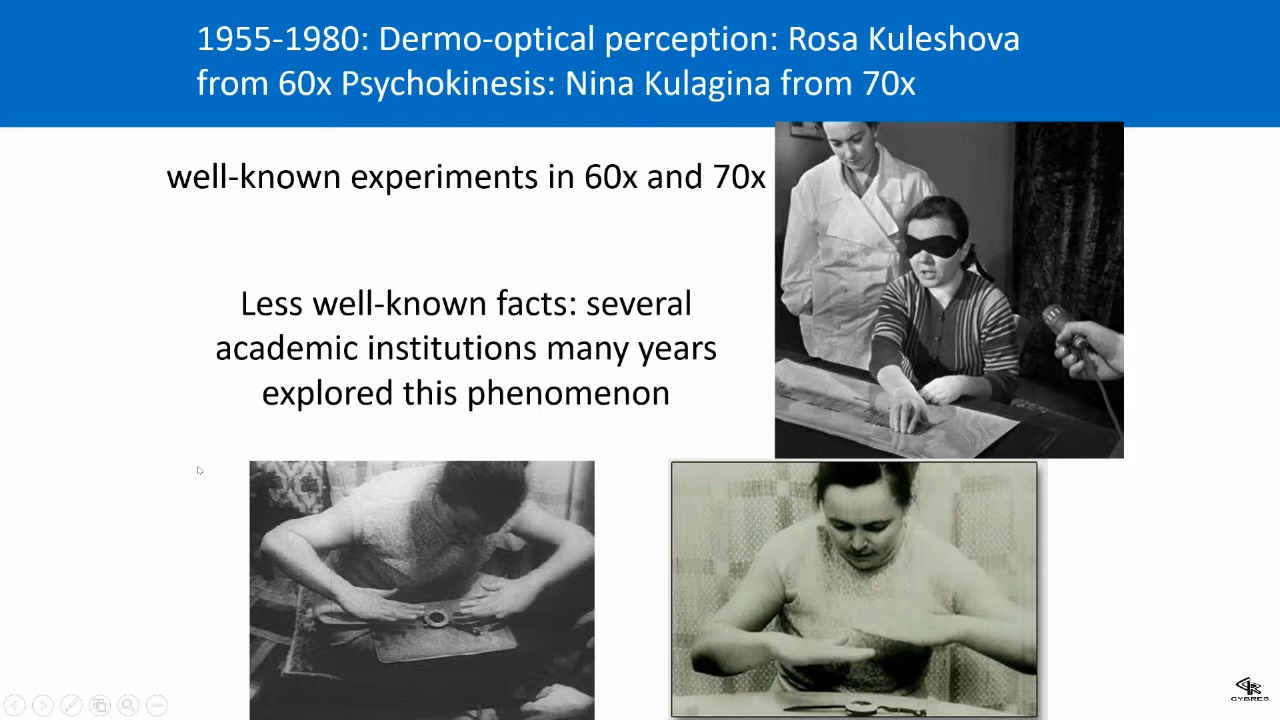 1955-1980: Dermo-optical perception: Rosa Kuleshova
from 60x Psychokinesis: Nina Kulagina from 70x
well-known experiments in 60x and 70x
Less well-known facts: several
academic institutions many years
explored this phenomenon
CYBRES